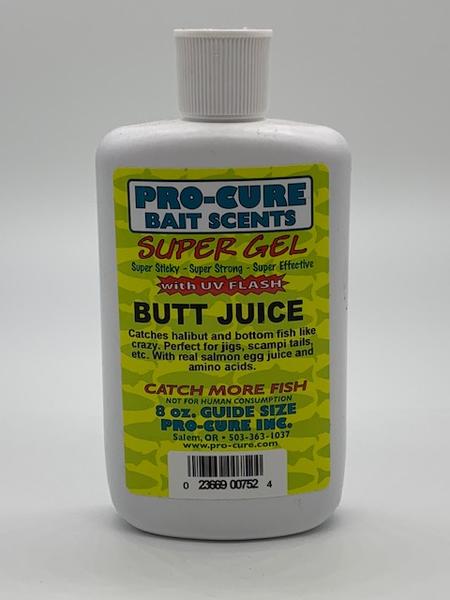 PRO-CURE
BAIT SCENTS
SUPER GEL
Super Sticky - Super Strong - Super Effective
with UV FLASH
BUTT JUICE
Catches halibut and bottom fish like
crazy. Perfect for jigs, scampi tails,
etc. With real salmon egg juice and
amino acids.
CATCH MORE FISH
NOT FOR HUMAN CONSUMPTION
8 oz. GUIDE SIZE
PRO-CURE INC.
Salem, OR • 503-363-1037
www.pro-cure.com
0 23669 00752 4